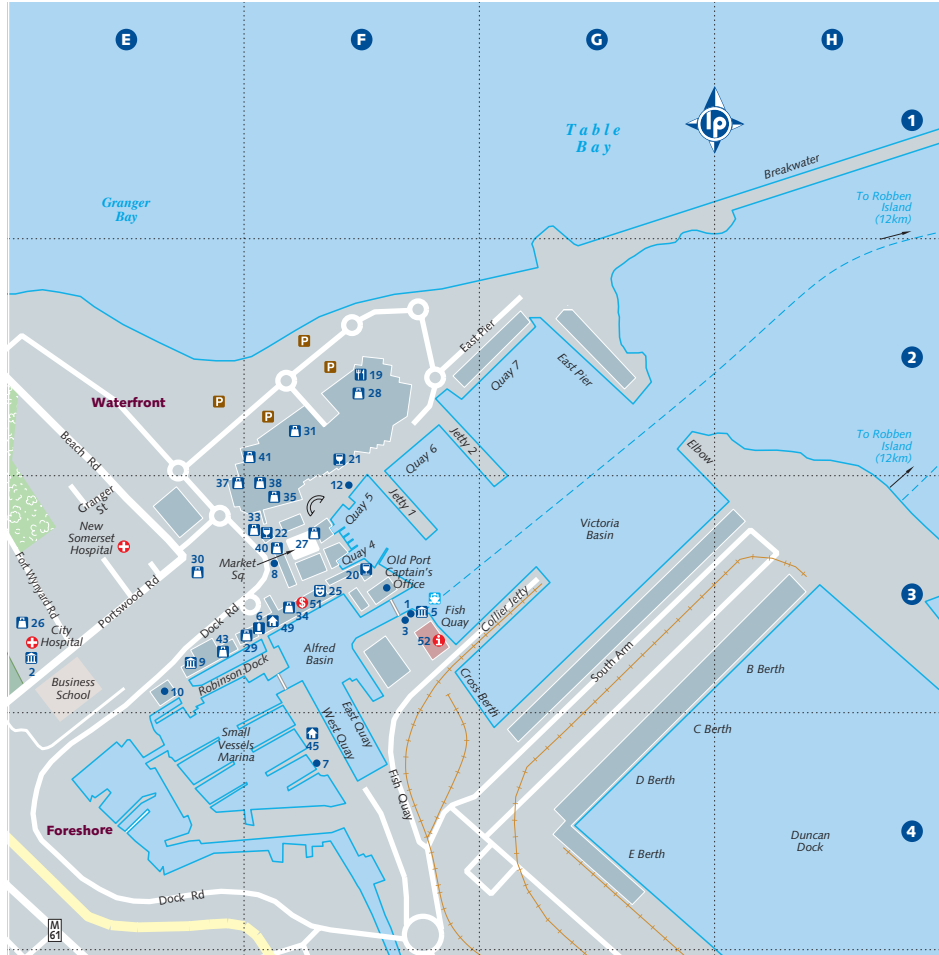 E
F
G
H
lp
1
Table
Bay
Breakwater
Granger
Bay
To Robben
Island
(12km)
East Pier
2
P
P
19
Quay 7
East Pier
28
Waterfront
P
P
31
Beach Rd
Jetty 2
Elbow
To Robben
Island
(12km)
41
21
Quay 6
37
38
12
35
Quay 5
Jetty 1
Granger
St
Victoria
Basin
New
Somerset
Hospital
33
22
27
40
Market
Sq
8
Quay 4
Old Port
Captain's
Office
30
20
Fort Wynyard Rd
Portswood Rd
25
3
Dock Rd
51
34
6
49
1
5
3
Fish
Quay
Collier Jetty
26
City
Hospital
2
43
29
9
52
Alfred
Basin
South Arm
Robinson Dock
B Berth
Business
School
10
Cross Berth
Small
Vessels
Marina
45
7
West Quay
East Quay
C Berth
Fish Quay
D Berth
Foreshore
4
Duncan
Dock
E Berth
Dock Rd
M
61